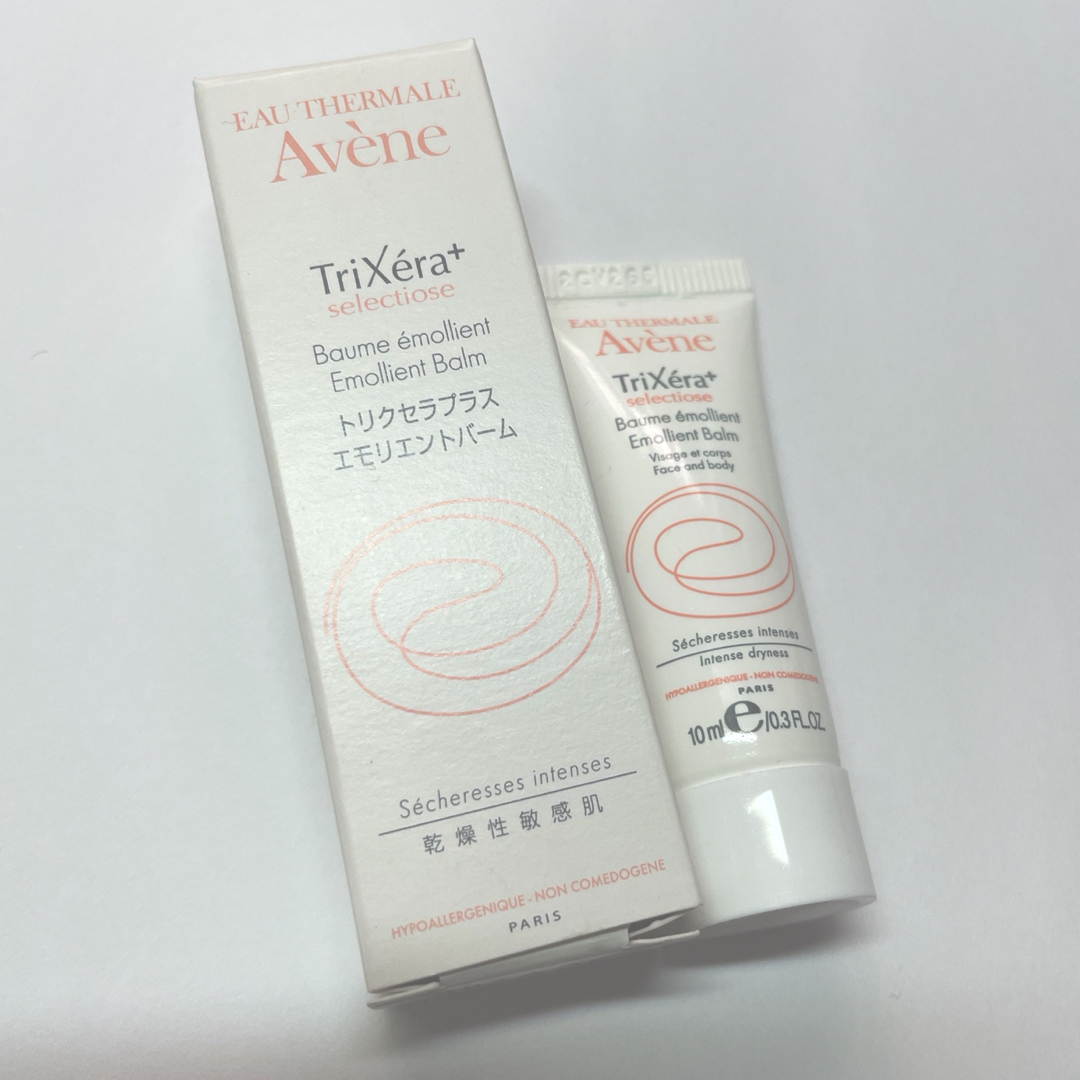 EAU THERMALE
Avène
TriXéra+
selectiose
Baume émollient
Emollient Balm
トリクセラプラス
エモリエントバーム
Sécheresses intenses
乾燥性敏感肌
HYPOALLERGENIQUE - NON COMEDOGENE
PARIS
EAU THERMALE
Avène
TriXéra+
selectiose
Baume émollient
Emollient Balm
Visage et corps
Face and body
Sécheresses intenses
Intense dryness
HYPOALLERGENIQUE - NON COMEDOGENE
PARIS
10 ml e/0.3 FL.OZ.